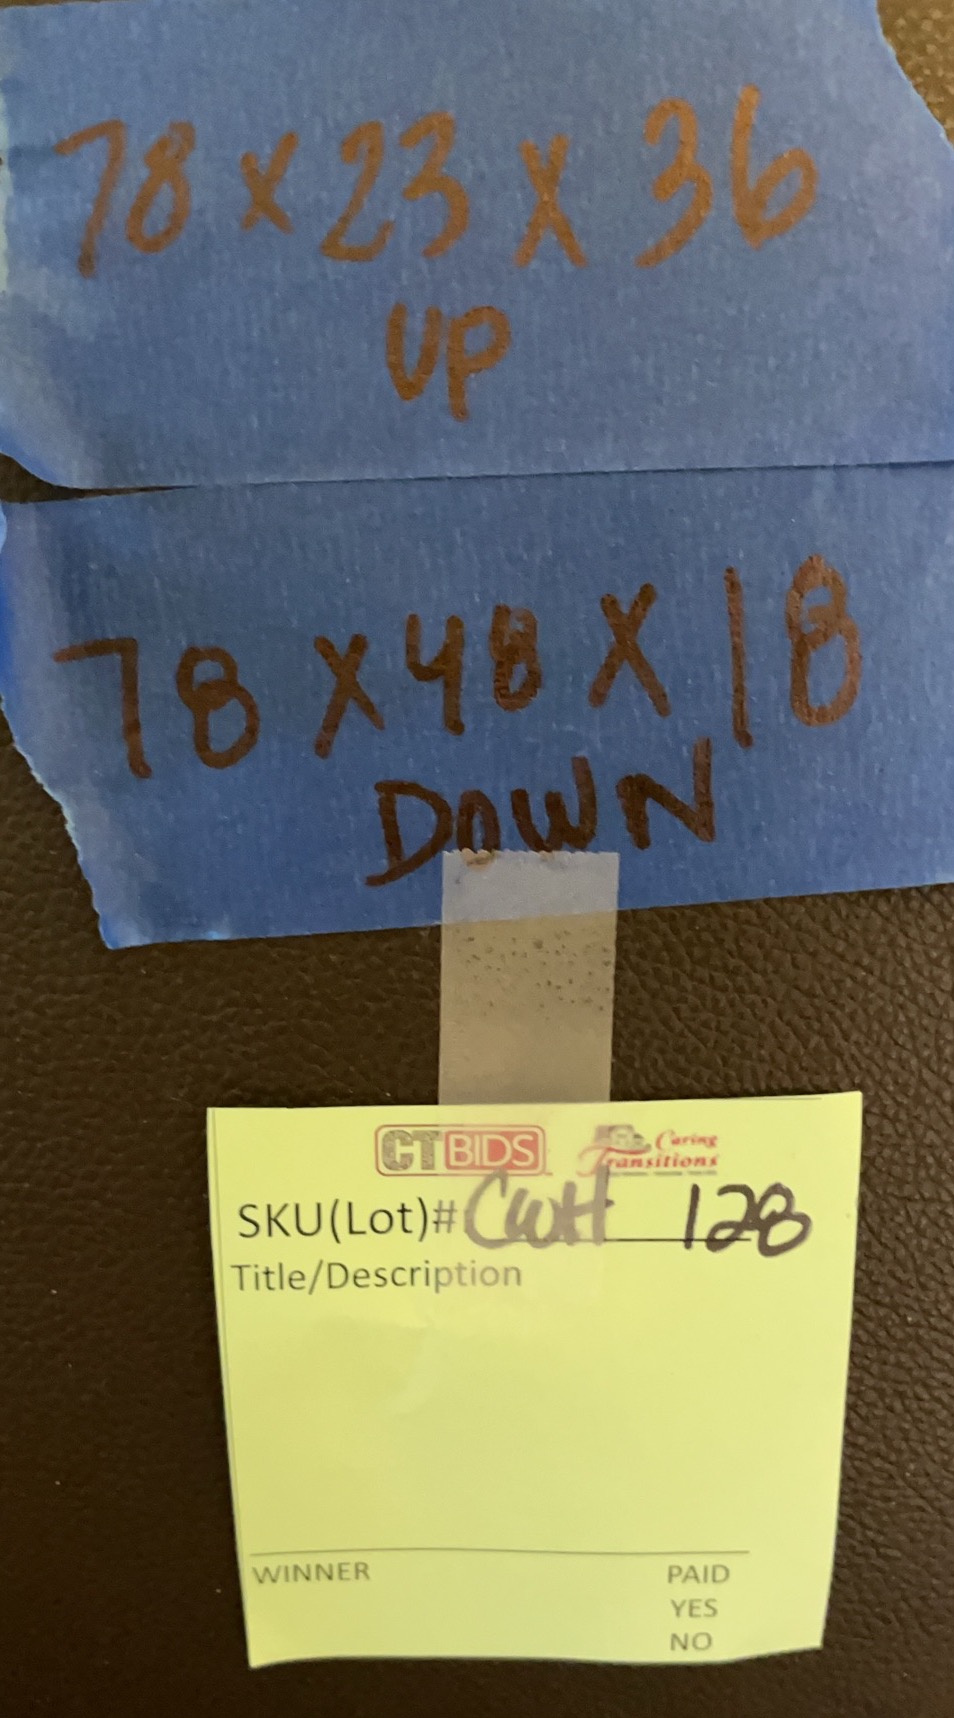 78 x 23 x 36
UP
78 x 48 x 18
DOWN
CTBIDS Caring Transitions
SKU(Lot)# CWH 128
Title/Description
WINNER PAID
YES
NO